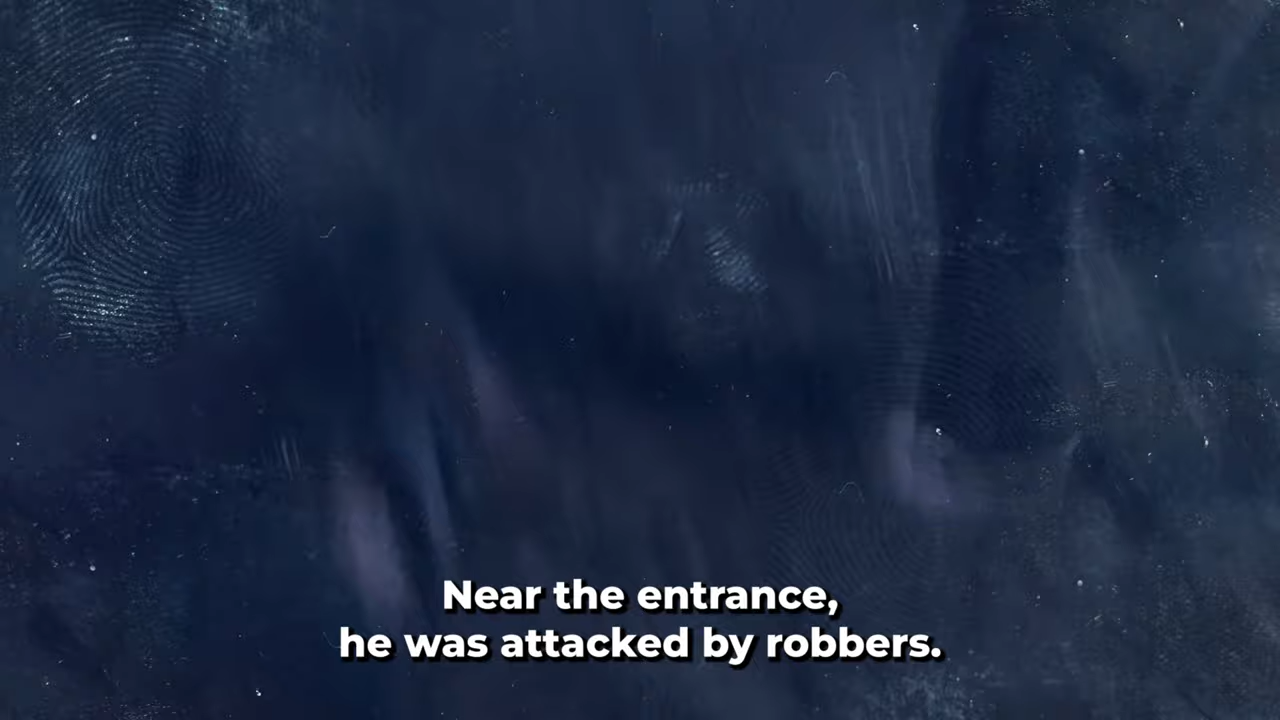 Near the entrance,
he was attacked by robbers.